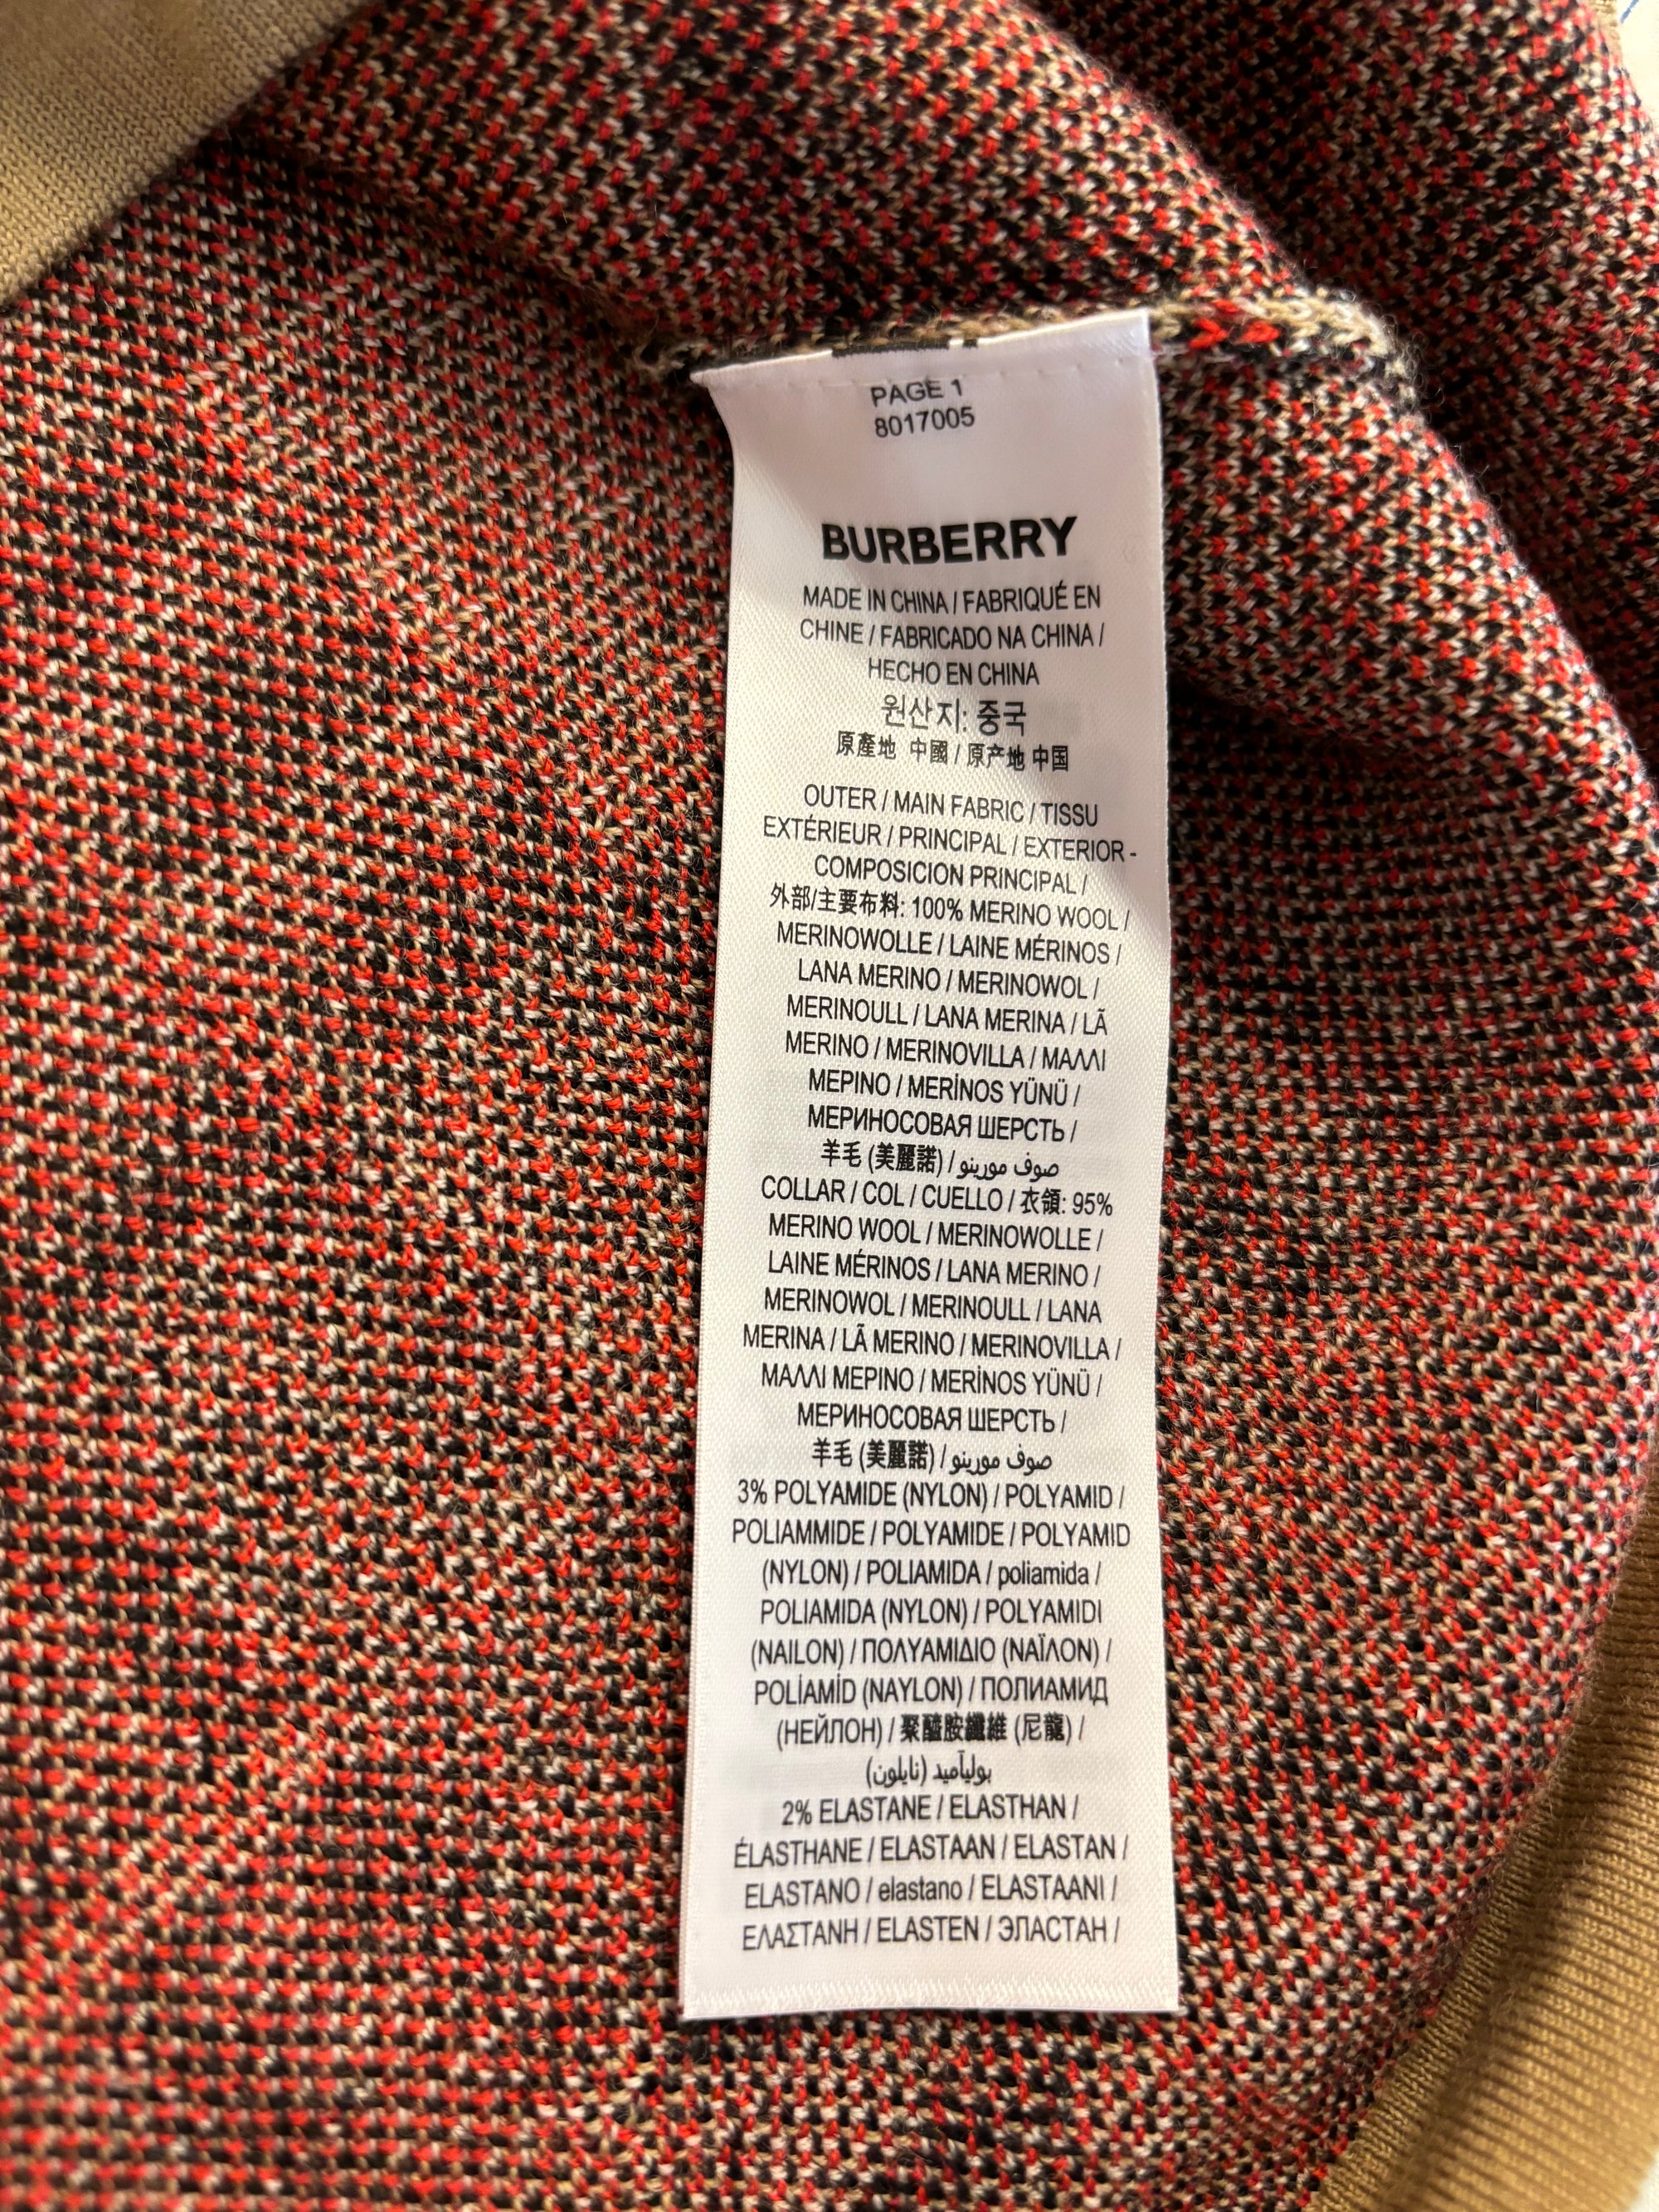 PAGE 1
8017005
BURBERRY
MADE IN CHINA / FABRIQUÉ EN
CHINE / FABRICADO NA CHINA /
HECHO EN CHINA
원산지: 중국
原產地 中國 / 原产地 中国
OUTER / MAIN FABRIC / TISSU
EXTÉRIEUR / PRINCIPAL / EXTERIOR -
COMPOSICION PRINCIPAL /
外部/主要布料: 100% MERINO WOOL /
MERINOWOLLE / LAINE MÉRINOS /
LANA MERINO / MERINOWOL /
MERINOULL / LANA MERINA / LÃ
MERINO / MERINOVILLA / ΜΑΛΛΙ
ΜΕΡΙΝΟ / MERİNOS YÜNÜ /
МЕРИНОСОВАЯ ШЕРСТЬ /
羊毛 (美麗諾) / صوف مورينو
COLLAR / COL / CUELLO / 衣領: 95%
MERINO WOOL / MERINOWOLLE /
LAINE MÉRINOS / LANA MERINO /
MERINOWOL / MERINOULL / LANA
MERINA / LÃ MERINO / MERINOVILLA /
ΜΑΛΛΙ ΜΕΡΙΝΟ / MERİNOS YÜNÜ /
МЕРИНОСОВАЯ ШЕРСТЬ /
羊毛 (美麗諾) / صوف مورينو
3% POLYAMIDE (NYLON) / POLYAMID /
POLIAMMIDE / POLYAMIDE / POLYAMID
(NYLON) / POLIAMIDA / poliamida /
POLIAMIDA (NYLON) / POLYAMIDI
(NAILON) / ΠΟΛΥΑΜΙΔΙΟ (ΝΑΪΛΟΝ) /
POLİAMİD (NAYLON) / ПОЛИАМИД
(НЕЙЛОН) / 聚醯胺纖維 (尼龍) /
بوليآميد (نايلون)
2% ELASTANE / ELASTHAN /
ÉLASTHANE / ELASTAAN / ELASTAN /
ELASTANO / elastano / ELASTAANI /
ΕΛΑΣΤΑΝΗ / ELASTEN / ЭЛАСТАН /